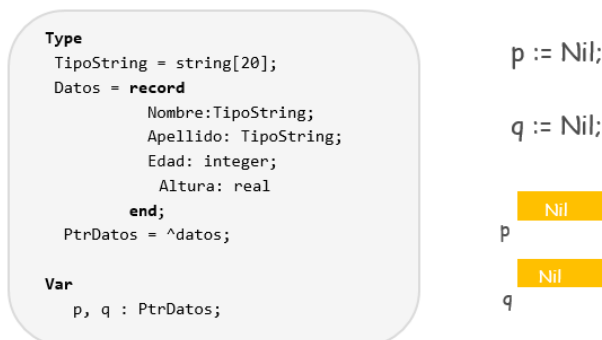 Type
TipoString = string[20];
Datos = record
Nombre:TipoString;
Apellido: TipoString;
Edad: integer;
Altura: real
end;
PtrDatos = ^datos;
Var
p, q : PtrDatos;
p := Nil;
q := Nil;
Nil
p
Nil
q